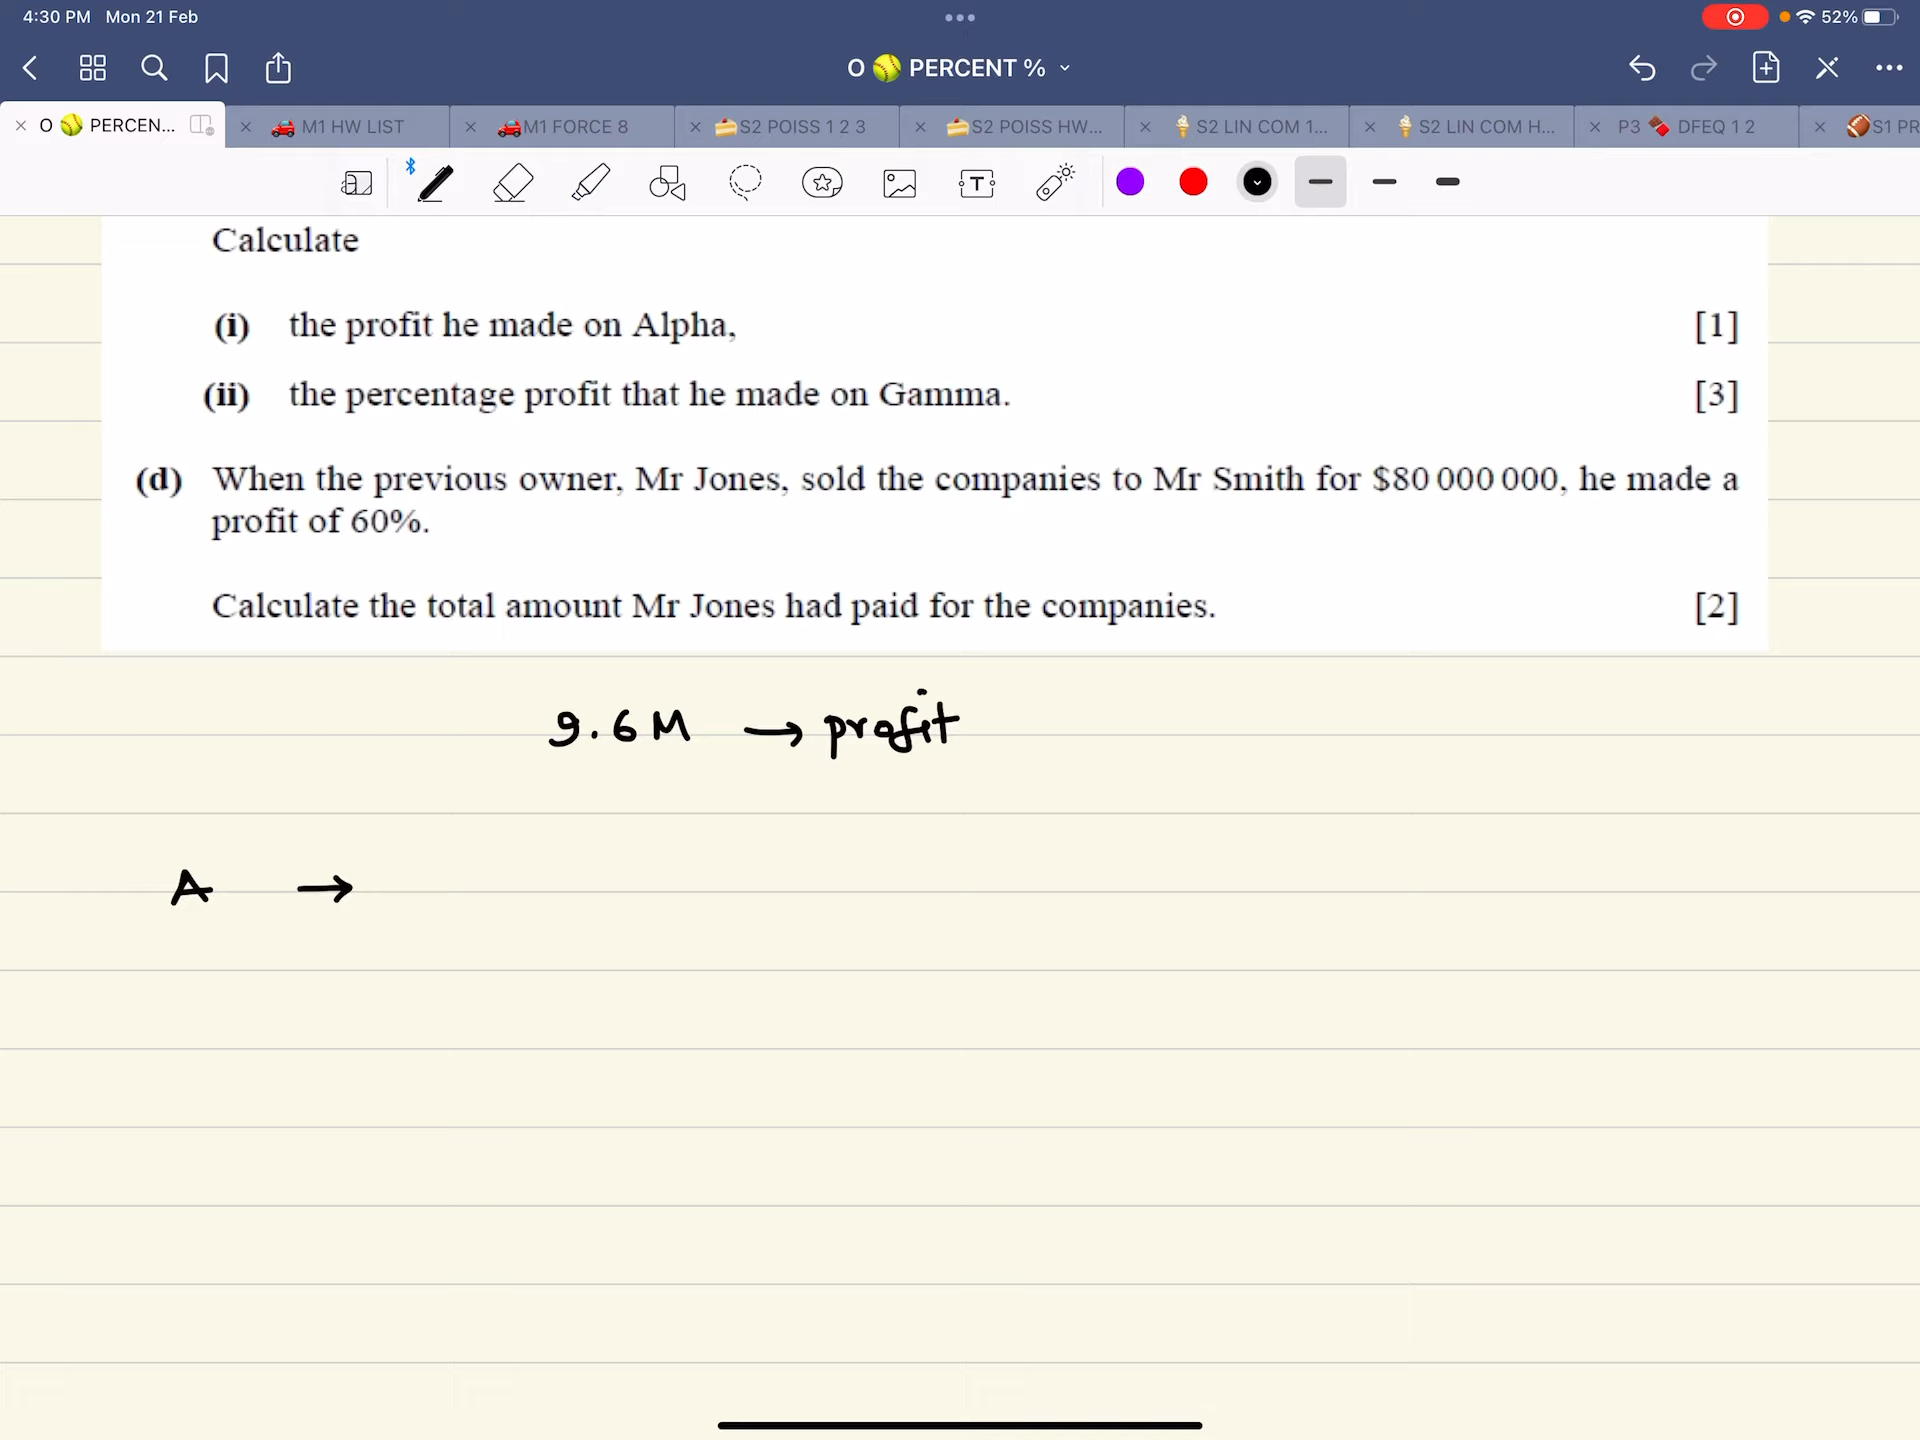 4:30 PM Mon 21 Feb
52%
O 🥎 PERCENT %
O 🥎 PERCEN...
🚗 M1 HW LIST
🚗M1 FORCE 8
🍰S2 POISS 1 2 3
🍰S2 POISS HW...
🍦 S2 LIN COM 1...
🍦 S2 LIN COM H...
P3 🍫 DFEQ 1 2
🏈S1 PR
Calculate
(i) the profit he made on Alpha, [1]
(ii) the percentage profit that he made on Gamma. [3]
(d) When the previous owner, Mr Jones, sold the companies to Mr Smith for $80 000 000, he made a
profit of 60%.
Calculate the total amount Mr Jones had paid for the companies. [2]
9.6 M → profit
A →